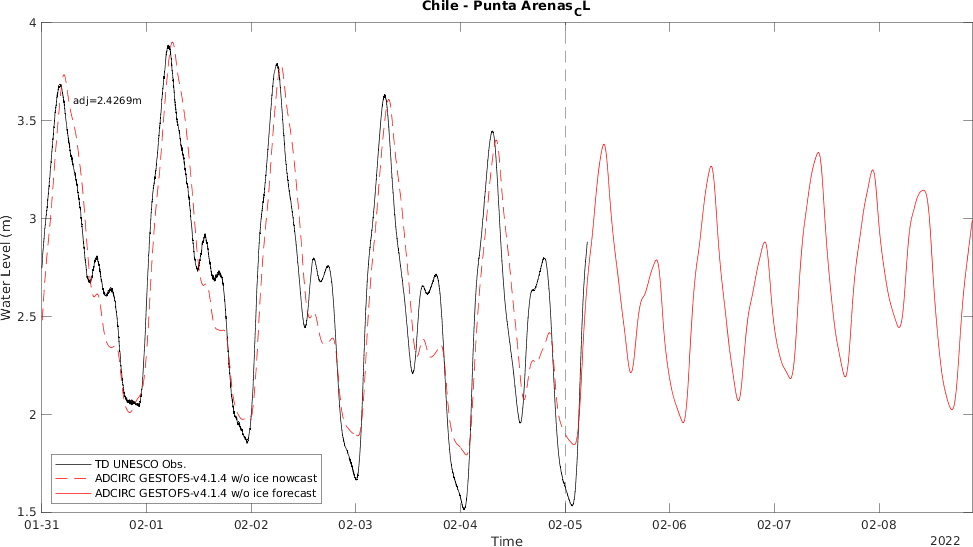 Chile - Punta Arenas_CL
4
adj=2.4269m
3.5
3
Water Level (m)
2.5
2
TD UNESCO Obs.
ADCIRC GESTOFS-v4.1.4 w/o ice nowcast
ADCIRC GESTOFS-v4.1.4 w/o ice forecast
1.5
01-31 02-01 02-02 02-03 02-04 02-05 02-06 02-07 02-08
Time
2022